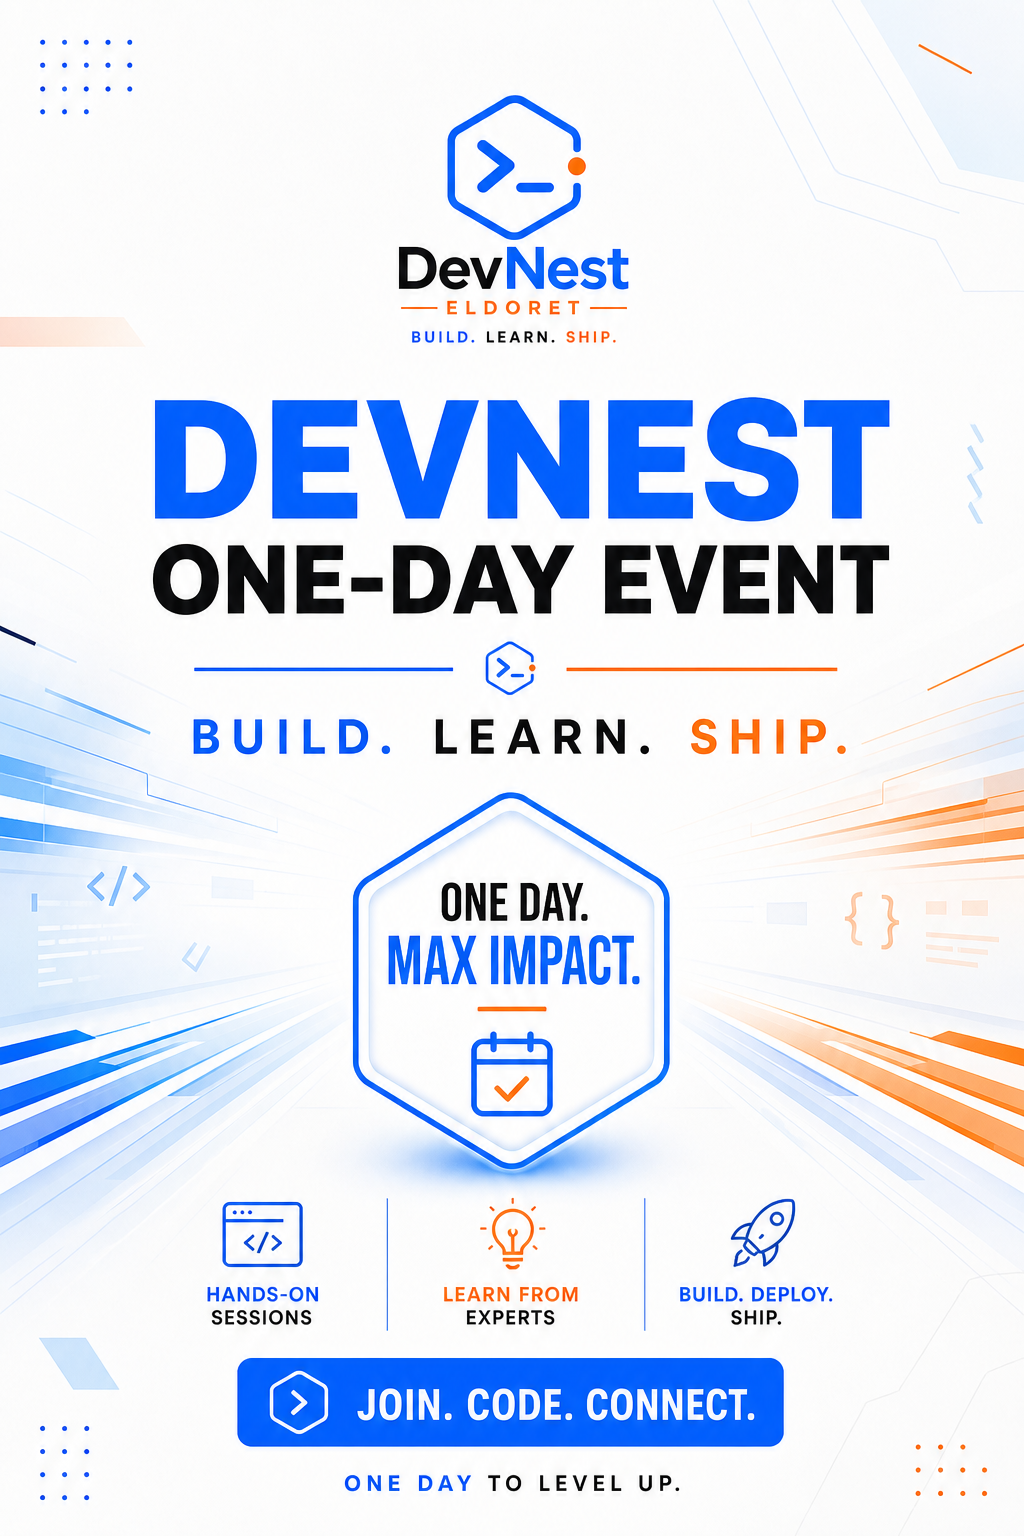 DevNest
ELDORET
BUILD. LEARN. SHIP.
DEVNEST
ONE-DAY EVENT
BUILD. LEARN. SHIP.
</>
{ }
ONE DAY.
MAX IMPACT.
</>
HANDS-ON
SESSIONS
LEARN FROM
EXPERTS
BUILD. DEPLOY.
SHIP.
JOIN. CODE. CONNECT.
ONE DAY TO LEVEL UP.